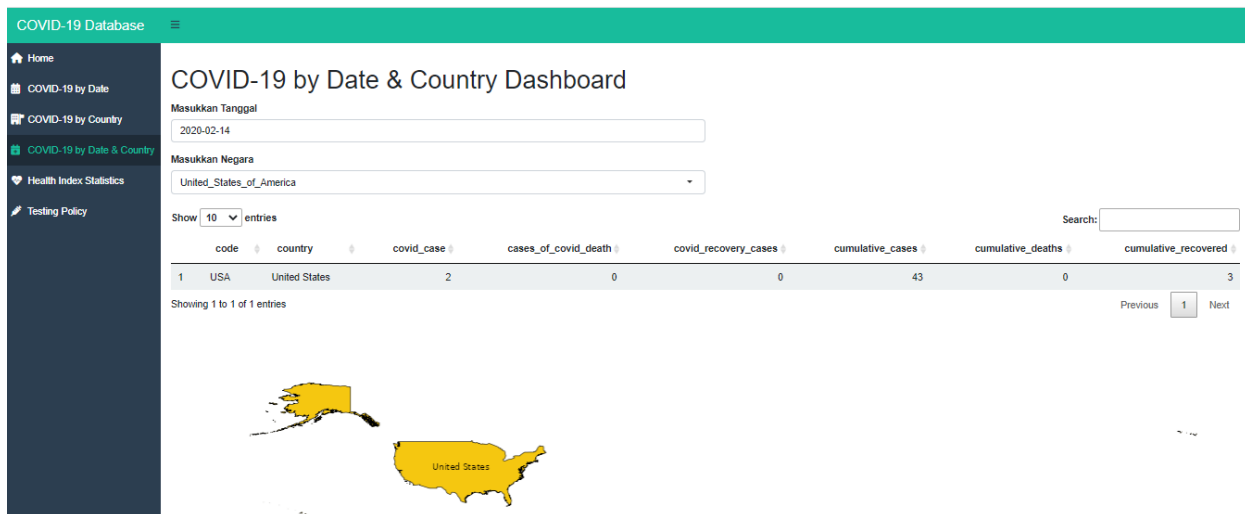 COVID-19 Database
Home
COVID-19 by Date
COVID-19 by Country
COVID-19 by Date & Country
Health Index Statistics
Testing Policy
COVID-19 by Date & Country Dashboard
Masukkan Tanggal
2020-02-14
Masukkan Negara
United_States_of_America
Show 10 entries Search:
code country covid_case cases_of_covid_death covid_recovery_cases cumulative_cases cumulative_deaths cumulative_recovered
1 USA United States 2 0 0 43 0 3
Showing 1 to 1 of 1 entries Previous 1 Next
United States